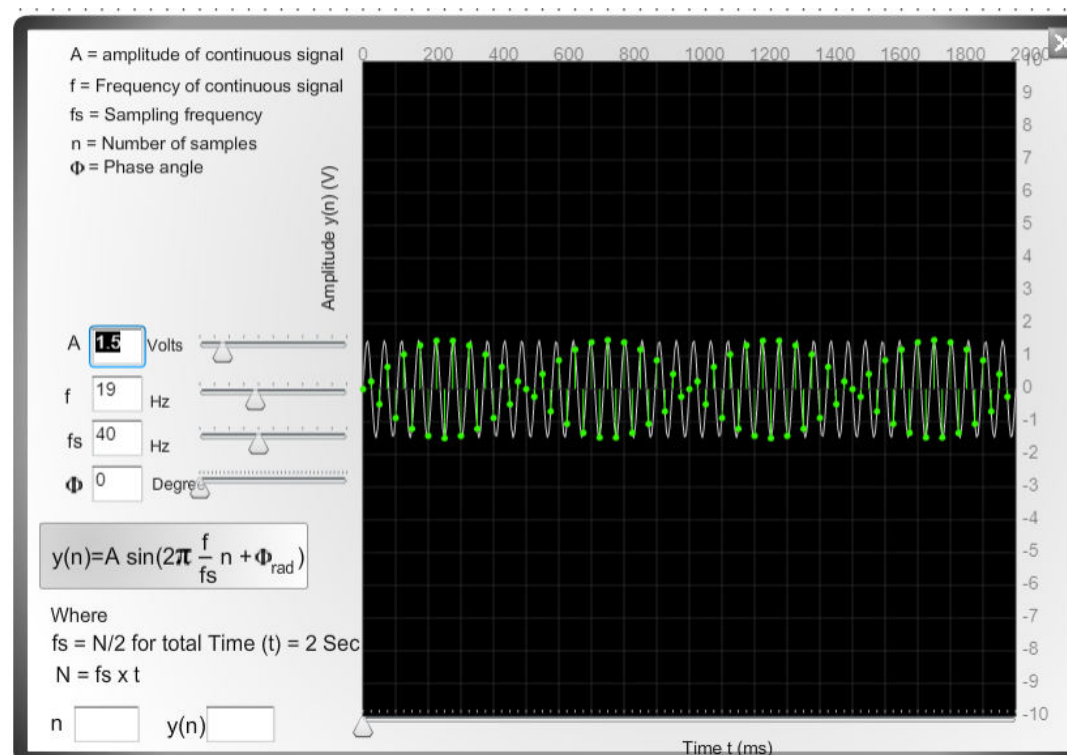 A = amplitude of continuous signal
f = Frequency of continuous signal
fs = Sampling frequency
n = Number of samples
Φ = Phase angle
0 200 400 600 800 1000 1200 1400 1600 1800 2000
10
9
8
7
6
5
4
3
2
1
0
-1
-2
-3
-4
-5
-6
-7
-8
-9
-10
Amplitude y(n) (V)
A 1.5 Volts
f 19 Hz
fs 40 Hz
Φ 0 Degree
y(n)=A sin(2π f/fs n + Φrad)
Where
fs = N/2 for total Time (t) = 2 Sec
N = fs x t
n y(n)
Time t (ms)